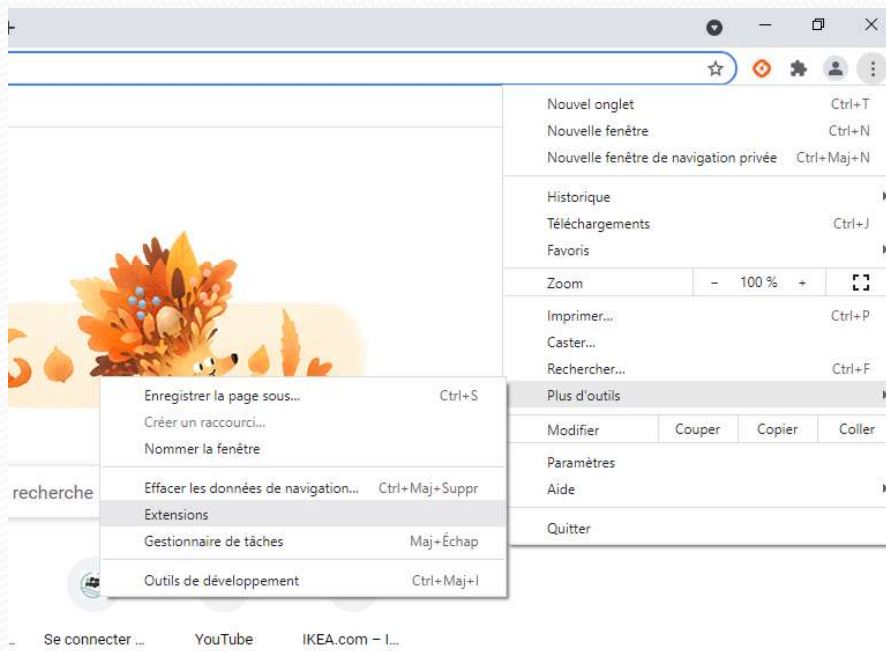 Nouvel onglet Ctrl+T
Nouvelle fenêtre Ctrl+N
Nouvelle fenêtre de navigation privée Ctrl+Maj+N
Historique
Téléchargements Ctrl+J
Favoris
Zoom - 100 % +
Imprimer... Ctrl+P
Caster...
Rechercher... Ctrl+F
Plus d'outils
Modifier Couper Copier Coller
Paramètres
Aide
Quitter
Enregistrer la page sous... Ctrl+S
Créer un raccourci...
Nommer la fenêtre
Effacer les données de navigation... Ctrl+Maj+Suppr
Extensions
Gestionnaire de tâches Maj+Échap
Outils de développement Ctrl+Maj+I
recherche
... Se connecter ... YouTube IKEA.com – I...